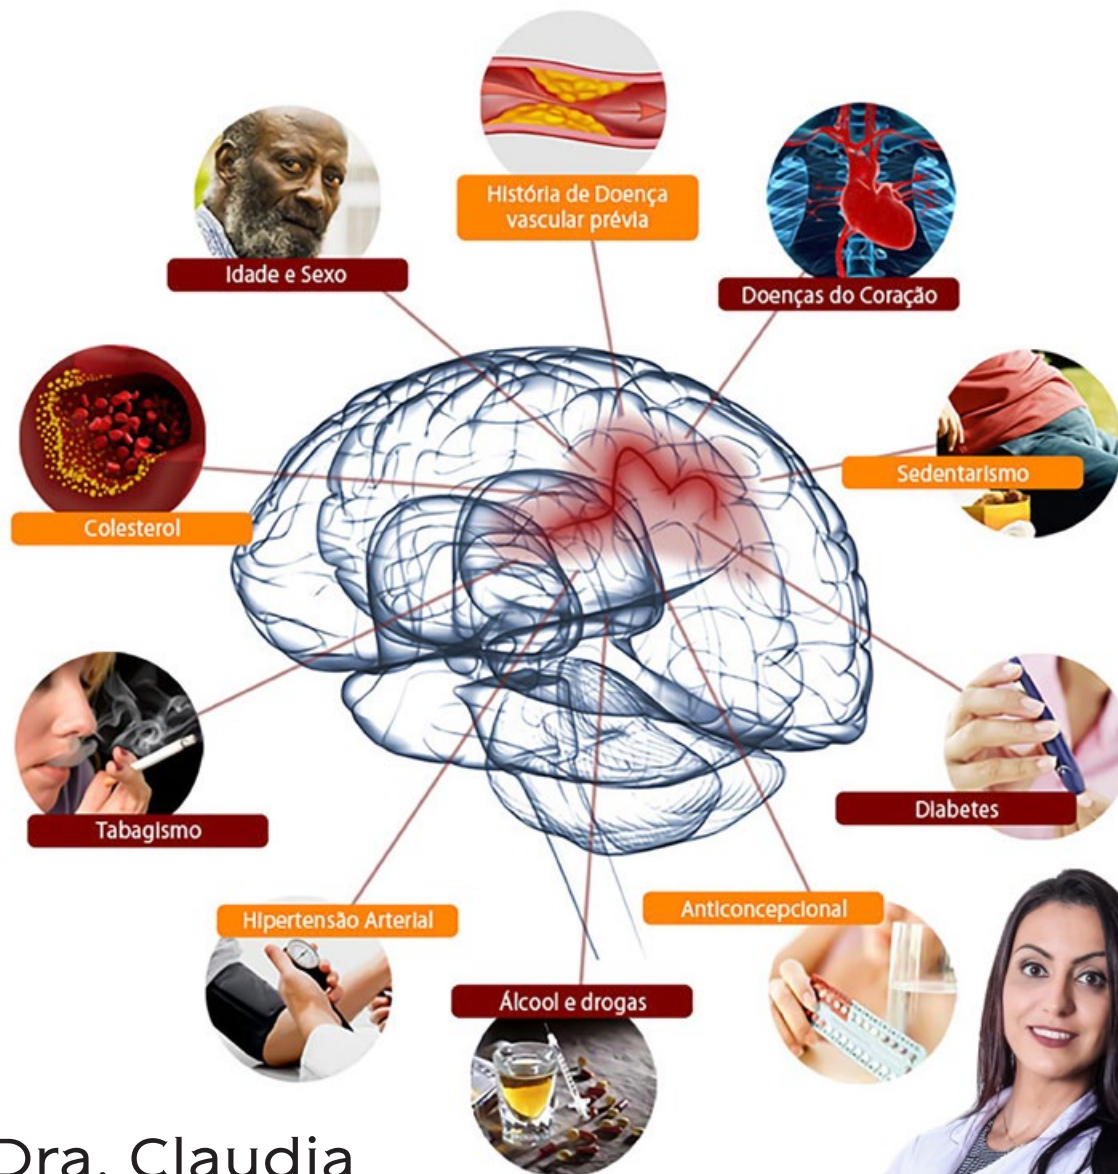 História de Doença
vascular prévia
Idade e Sexo
Doenças do Coração
Sedentarismo
Colesterol
Diabetes
Tabagismo
Anticoncepcional
Hipertensão Arterial
Álcool e drogas
Dra. Claudia